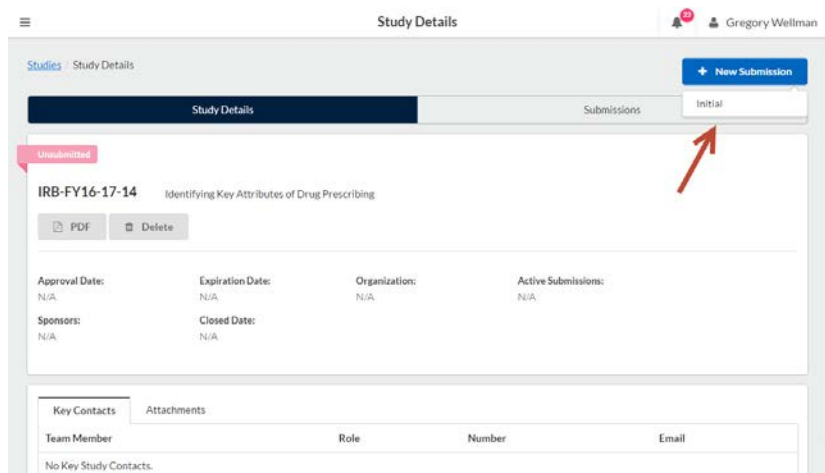 Study Details
23
Gregory Wellman
Studies / Study Details
+ New Submission
Initial
Study Details
Submissions
Unsubmitted
IRB-FY16-17-14 Identifying Key Attributes of Drug Prescribing
PDF Delete
Approval Date: Expiration Date: Organization: Active Submissions:
N/A N/A N/A N/A
Sponsors: Closed Date:
N/A N/A
Key Contacts Attachments
Team Member Role Number Email
No Key Study Contacts.